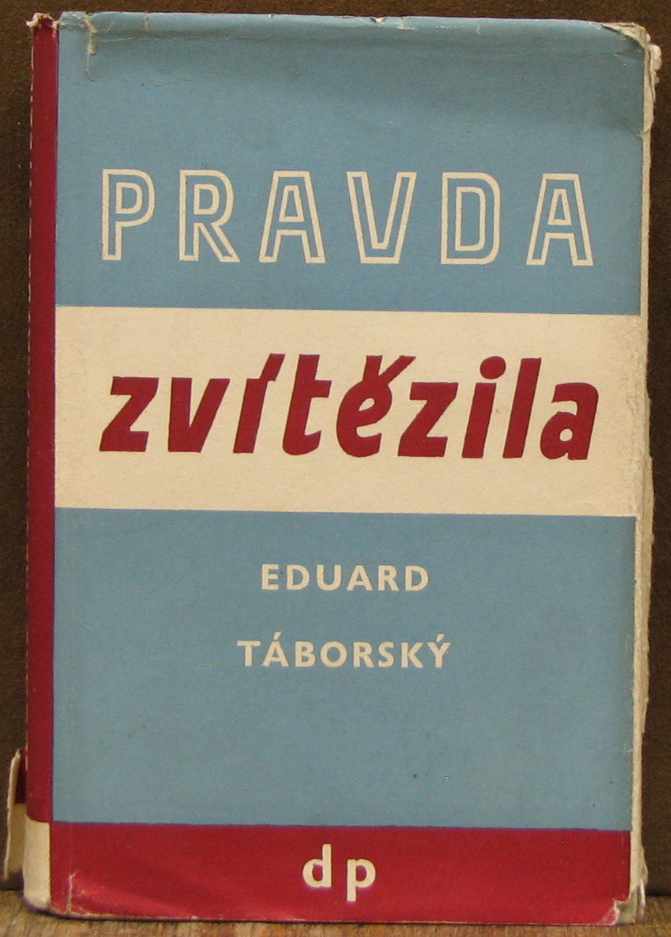 PRAVDA
zvítězila
EDUARD
TÁBORSKÝ
dp